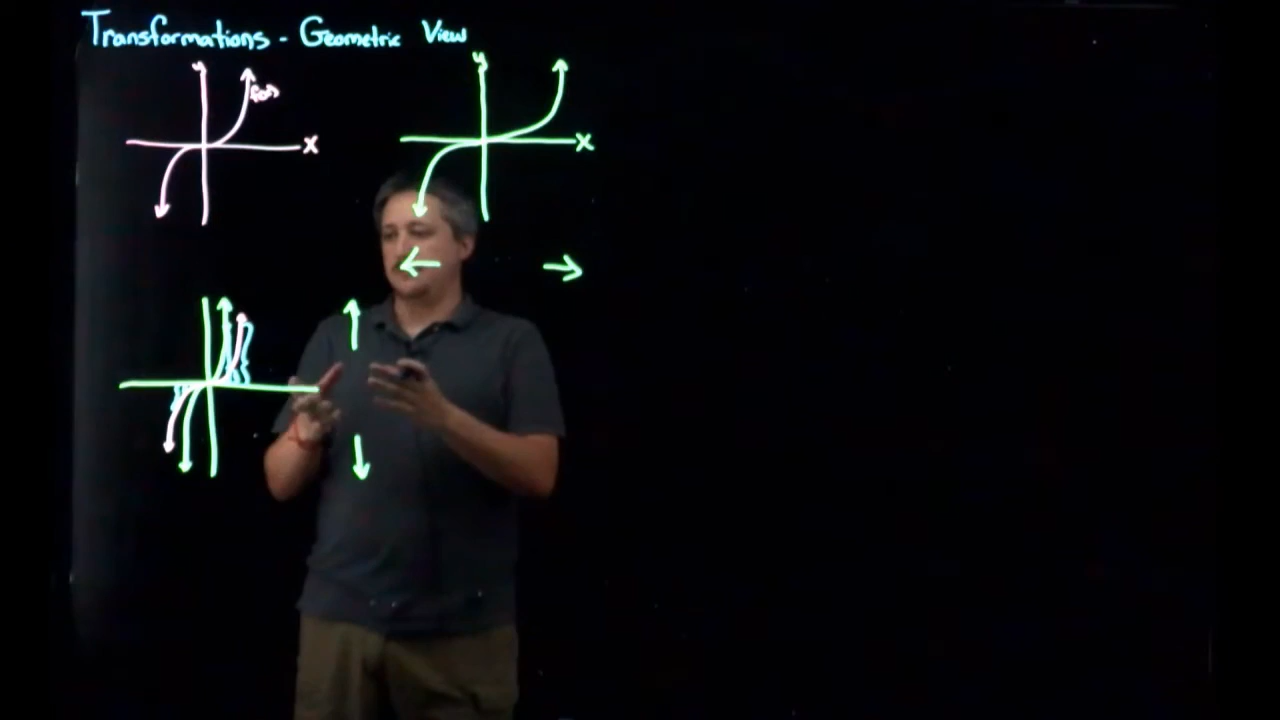 Transformations - Geometric View
y
f(x)
x
y
x